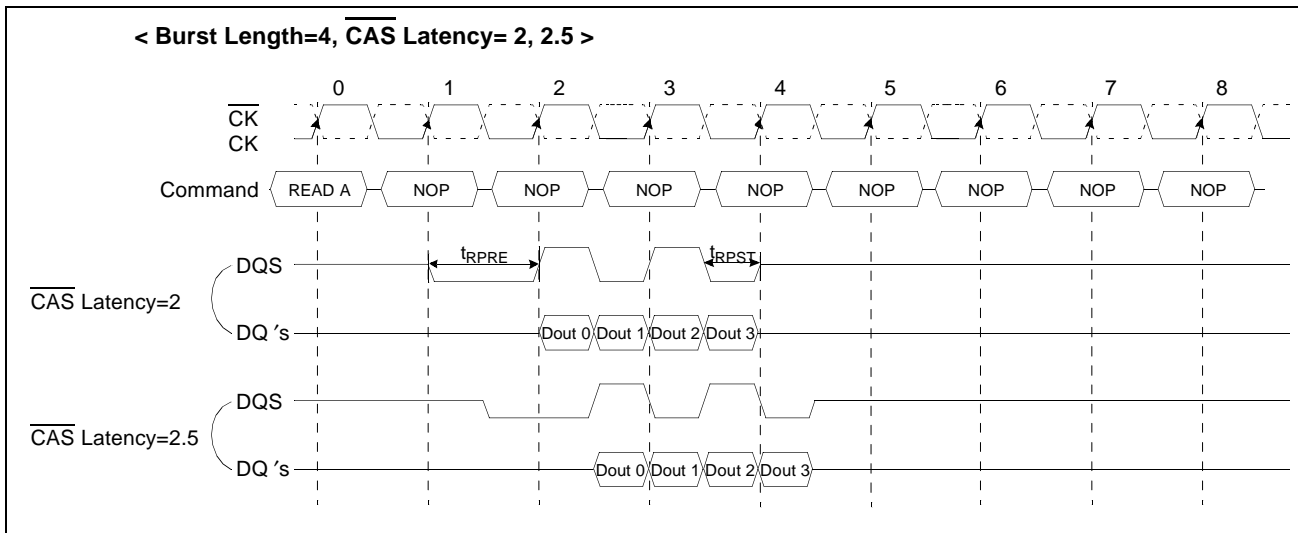 < Burst Length=4, CAS Latency= 2, 2.5 >
0 1 2 3 4 5 6 7 8
CK
CK
Command READ A NOP NOP NOP NOP NOP NOP NOP NOP
DQS tRPRE tRPST
CAS Latency=2
DQ ′s Dout 0 Dout 1 Dout 2 Dout 3
DQS
CAS Latency=2.5
DQ ′s Dout 0 Dout 1 Dout 2 Dout 3